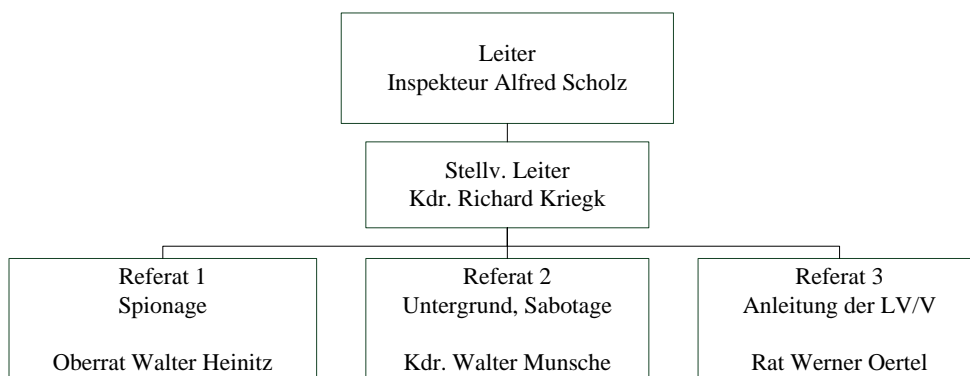 Leiter
Inspekteur Alfred Scholz
Stellv. Leiter
Kdr. Richard Kriegk
Referat 1
Spionage
Oberrat Walter Heinitz
Referat 2
Untergrund, Sabotage
Kdr. Walter Munsche
Referat 3
Anleitung der LV/V
Rat Werner Oertel